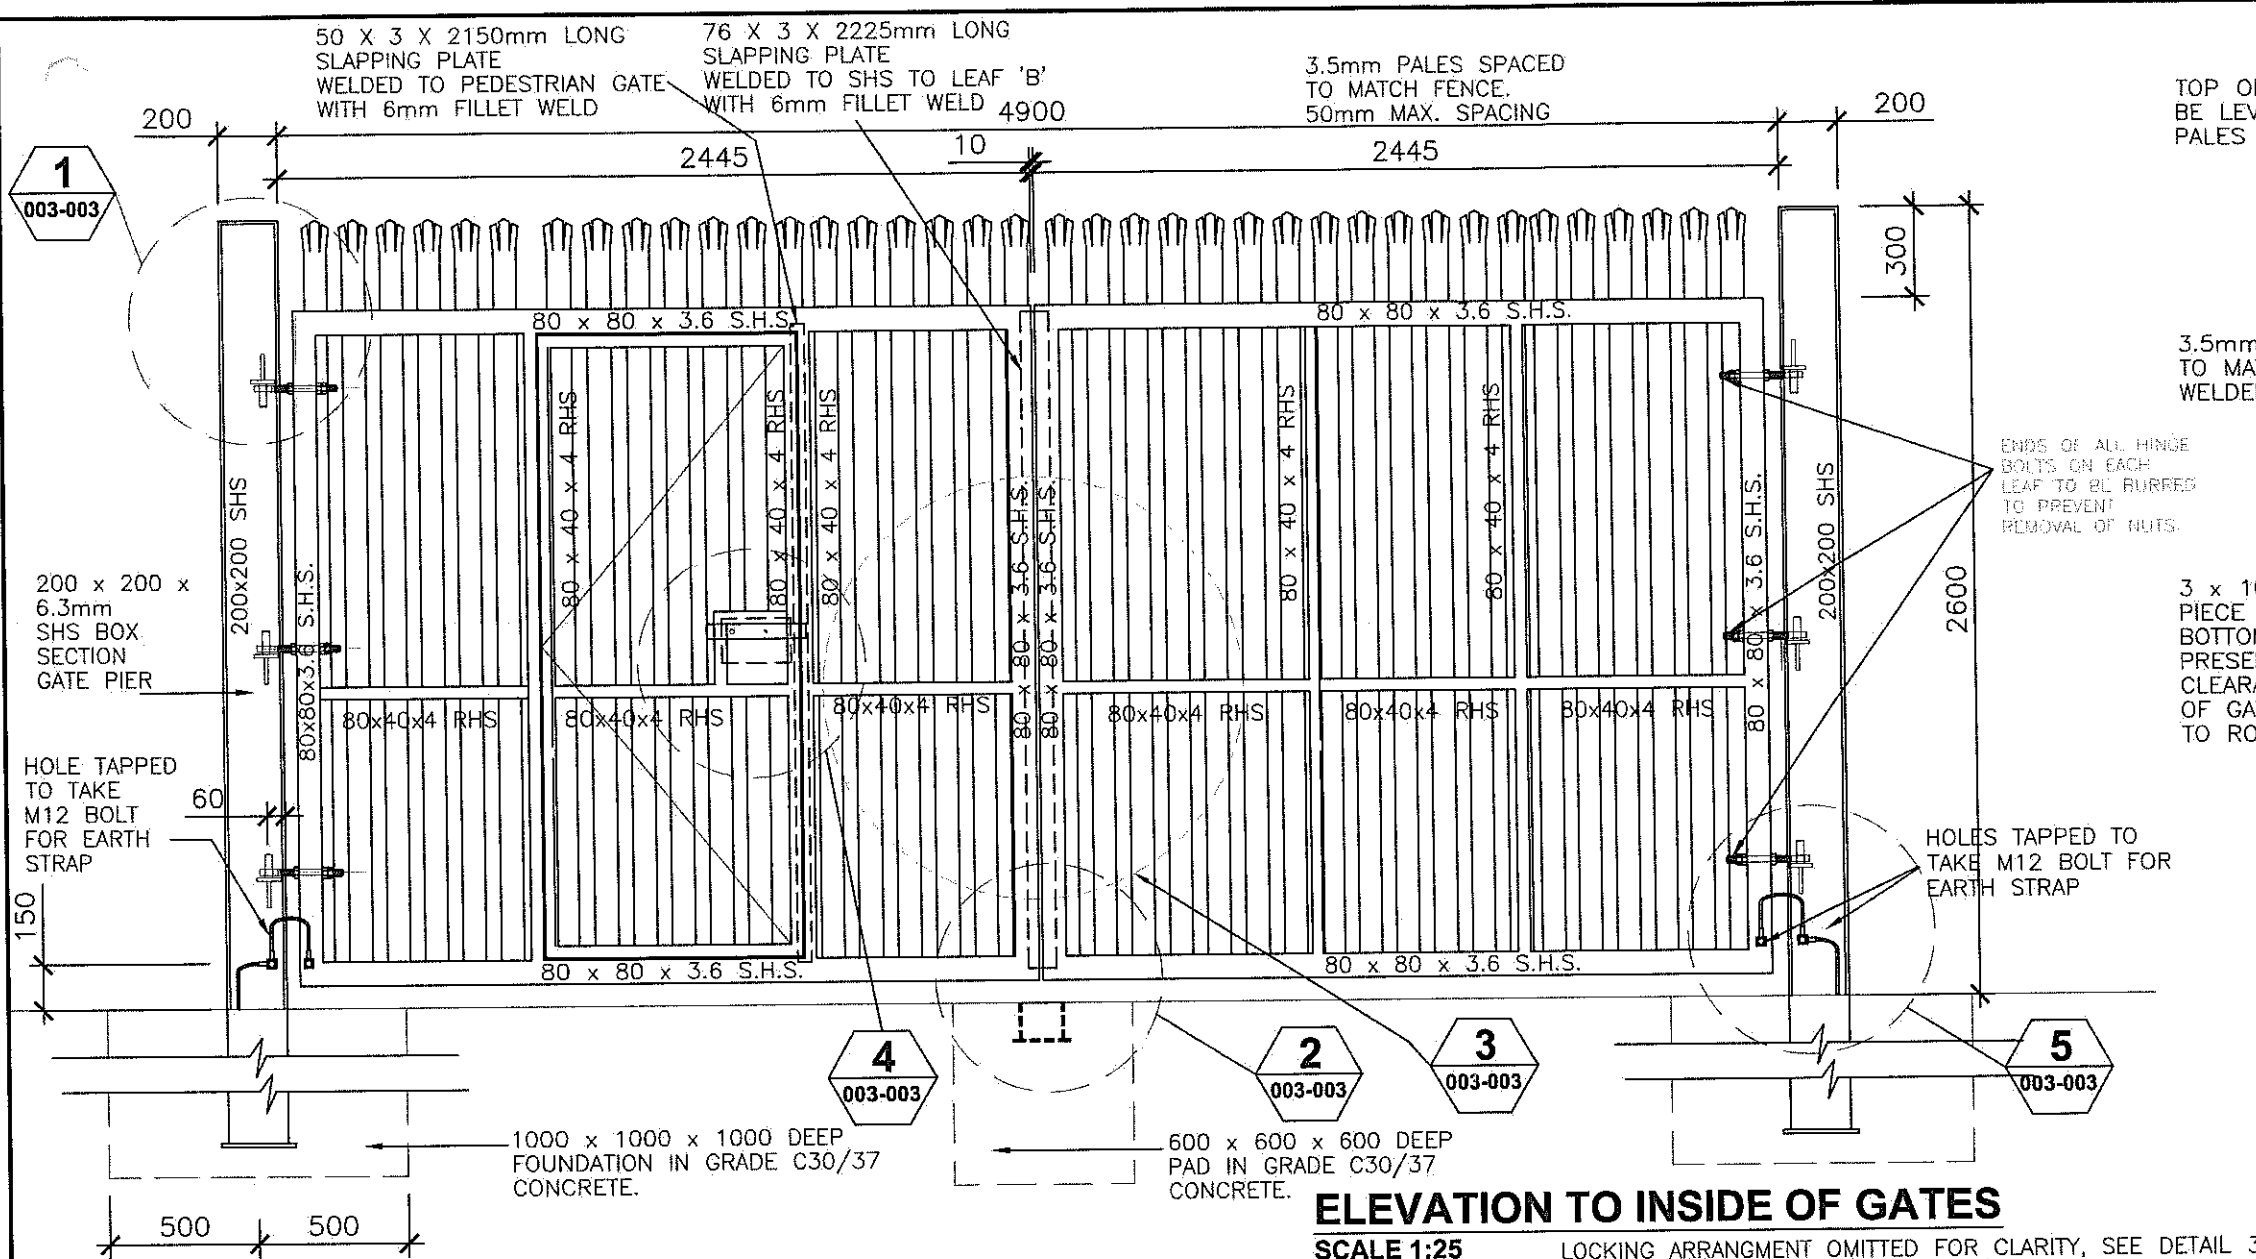 50 X 3 X 2150mm LONG
SLAPPING PLATE
WELDED TO PEDESTRIAN GATE
WITH 6mm FILLET WELD
76 X 3 X 2225mm LONG
SLAPPING PLATE
WELDED TO SHS TO LEAF 'B'
WITH 6mm FILLET WELD
3.5mm PALES SPACED
TO MATCH FENCE.
50mm MAX. SPACING
TOP
BE
PALES
200
4900
200
2445
10
2445
1
003-003
300
2600
80 x 80 x 3.6 S.H.S.
80 x 80 x 3.6 S.H.S.
3.5mm
TO
ENDS OF ALL HINGE
BOLTS ON EACH
LEAF TO BE BURRED
TO PREVENT
REMOVAL OF NUTS.
200x200 SHS
80x80x3.6 S.H.S.
80 x 40 x 4 RHS
80 x 40 x 4 RHS
80 x 40 x 4 RHS
80 x 80 x 3.6 S.H.S.
80 x 80 x 3.6 S.H.S.
80 x 40 x 4 RHS
80 x 40 x 4 RHS
80 x 80 x 3.6 S.H.S.
200x200 SHS
200 x 200 x
6.3mm
SHS BOX
SECTION
GATE PIER
3 x
PIECE
OF
TO
80x40x4 RHS
80x40x4 RHS
80x40x4 RHS
80x40x4 RHS
80x40x4 RHS
80x40x4 RHS
HOLE TAPPED
TO TAKE
M12 BOLT
FOR EARTH
STRAP
60
150
HOLES TAPPED TO
TAKE M12 BOLT FOR
EARTH STRAP
80 x 80 x 3.6 S.H.S.
80 x 80 x 3.6 S.H.S.
4
003-003
2
003-003
3
003-003
5
003-003
1000 x 1000 x 1000 DEEP
FOUNDATION IN GRADE C30/37
CONCRETE.
600 x 600 x 600 DEEP
PAD IN GRADE C30/37
CONCRETE.
500
500
ELEVATION TO INSIDE OF GATES
SCALE 1:25
LOCKING ARRANGMENT OMITTED FOR CLARITY, SEE DETAIL 3